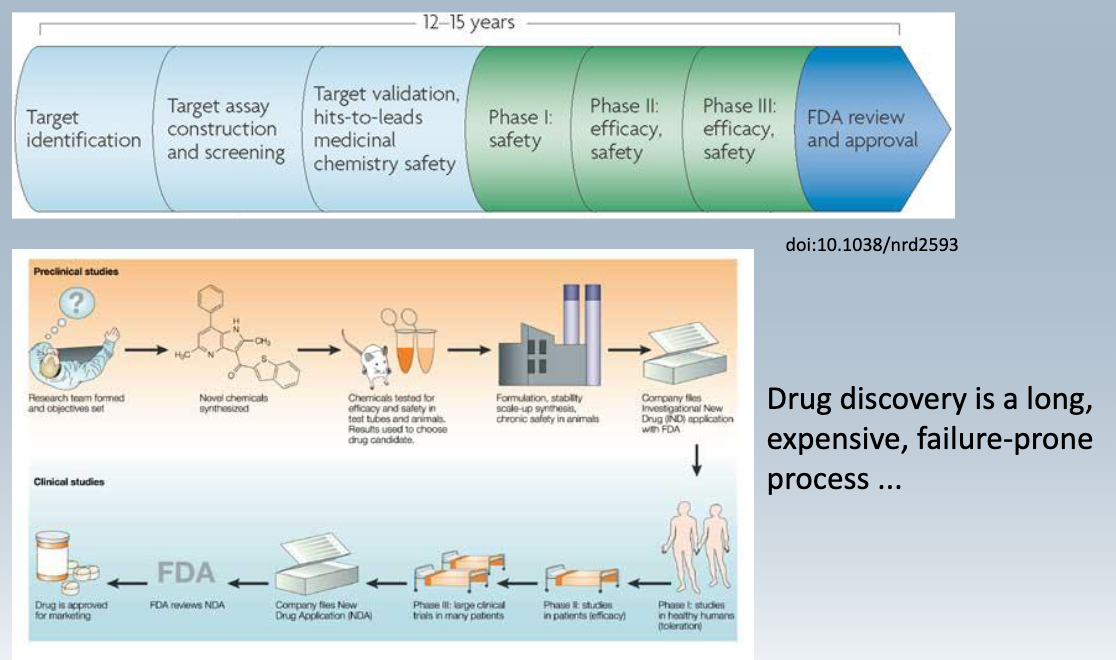 12–15 years
Target
identification
Target assay
construction
and screening
Target validation,
hits-to-leads
medicinal
chemistry safety
Phase I:
safety
Phase II:
efficacy,
safety
Phase III:
efficacy,
safety
FDA review
and approval
doi:10.1038/nrd2593
Preclinical studies
?
Research team formed
and objectives set
H
N
CH₃
H₃C
N
S
O
Novel chemicals
synthesized
Chemicals tested for
efficacy and safety in
test tubes and animals.
Results used to choose
drug candidate.
Formulation, stability
scale-up synthesis,
chronic safety in animals
Company files
Investigational New
Drug (IND) application
with FDA
Drug discovery is a long,
expensive, failure-prone
process ...
Clinical studies
Drug is approved
for marketing
FDA
FDA reviews NDA
Company files New
Drug Application (NDA)
Phase III: large clinical
trials in many patients
Phase II: studies
in patients (efficacy)
Phase I: studies
in healthy humans
(toleration)